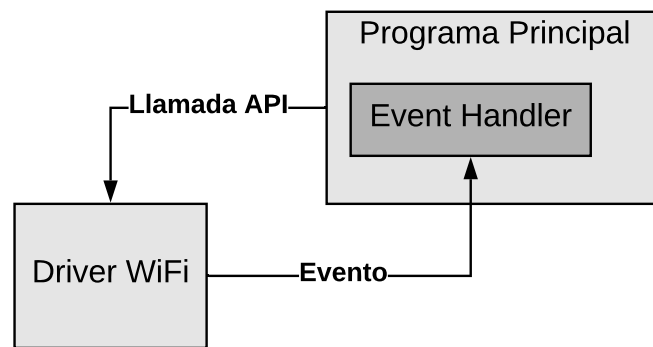 Programa Principal
Llamada API
Event Handler
Driver WiFi
Evento